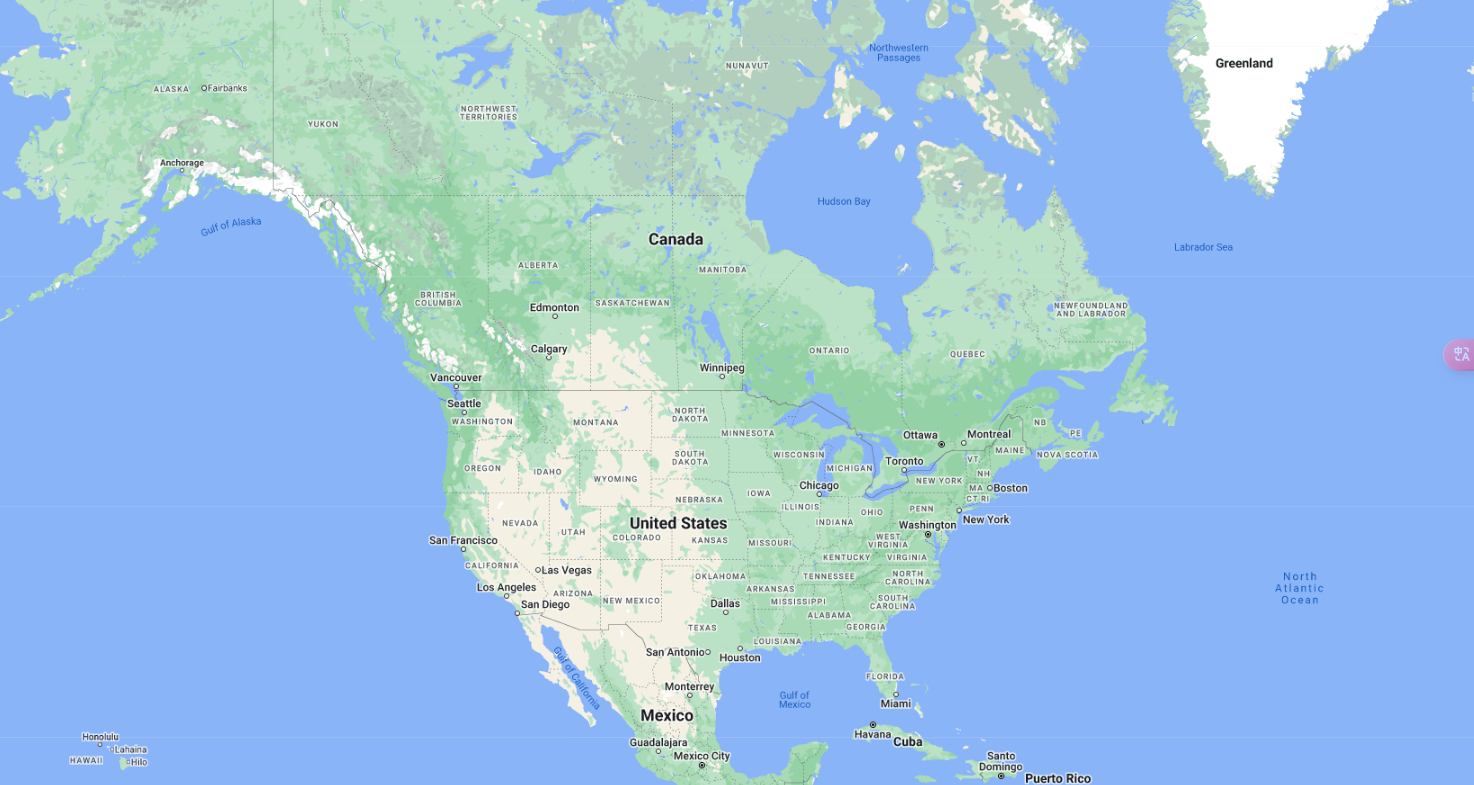 Northwestern
Passages
Greenland
NUNAVUT
ALASKA
Fairbanks
NORTHWEST
TERRITORIES
YUKON
Anchorage
Hudson Bay
Gulf of Alaska
Canada
Labrador Sea
ALBERTA
MANITOBA
BRITISH
COLUMBIA
Edmonton
SASKATCHEWAN
NEWFOUNDLAND
AND LABRADOR
Calgary
ONTARIO
QUEBEC
中
A
Winnipeg
Vancouver
Seattle
WASHINGTON
MONTANA
NORTH
DAKOTA
MINNESOTA
Ottawa
Montreal
NB
PE
MAINE
NOVA SCOTIA
OREGON
IDAHO
WYOMING
SOUTH
DAKOTA
WISCONSIN
MICHIGAN
Toronto
VT
NH
NEW YORK
MA
Boston
CT RI
Chicago
IOWA
NEBRASKA
ILLINOIS
INDIANA
OHIO
PENN
New York
Washington
NEVADA
UTAH
United States
COLORADO
KANSAS
MISSOURI
WEST
VIRGINIA
KENTUCKY
VIRGINIA
San Francisco
CALIFORNIA
Las Vegas
Los Angeles
ARIZONA
NEW MEXICO
OKLAHOMA
ARKANSAS
TENNESSEE
NORTH
CAROLINA
North
Atlantic
Ocean
San Diego
Dallas
MISSISSIPPI
ALABAMA
SOUTH
CAROLINA
GEORGIA
TEXAS
LOUISIANA
San Antonio
Houston
Gulf of California
FLORIDA
Monterrey
Gulf of
Mexico
Miami
Mexico
Havana
Cuba
Honolulu
Lahaina
HAWAII
Hilo
Guadalajara
Mexico City
Santo
Domingo
Puerto Rico